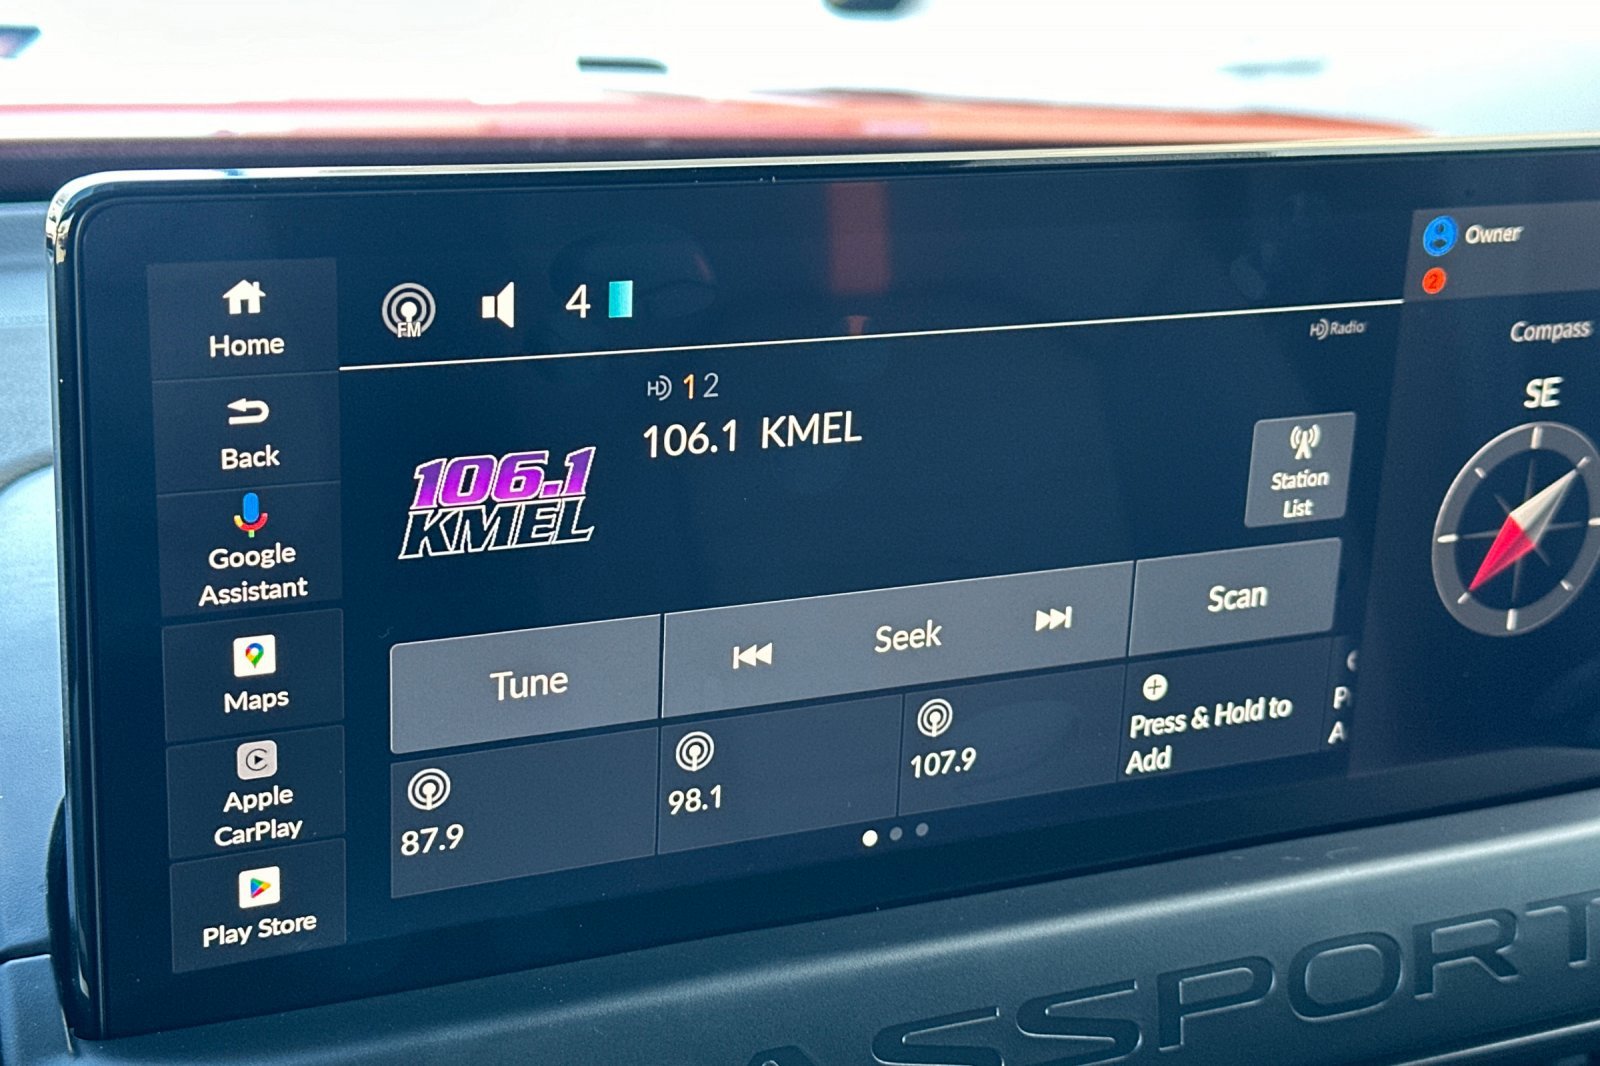 Home
Back
Google
Assistant
Maps
Apple
CarPlay
Play Store
FM
4
HD 1 2
106.1 KMEL
106.1
KMEL
HD Radio
Station
List
Tune
Seek
Scan
87.9
98.1
107.9
Press & Hold to
Add
P
A
Owner
2
Compass
SE
ASSPORT